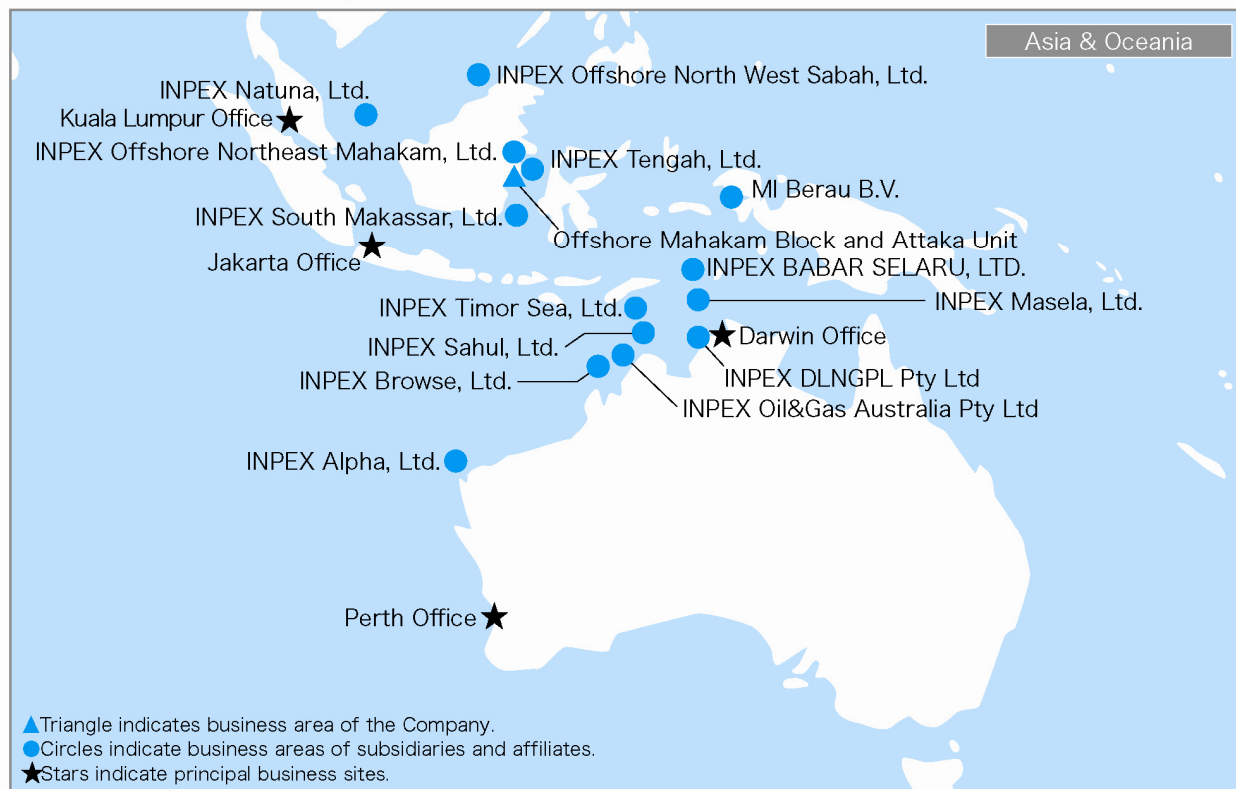 Asia & Oceania
INPEX Offshore North West Sabah, Ltd.
INPEX Natuna, Ltd.
Kuala Lumpur Office
INPEX Offshore Northeast Mahakam, Ltd.
INPEX Tengah, Ltd.
MI Berau B.V.
INPEX South Makassar, Ltd.
Offshore Mahakam Block and Attaka Unit
Jakarta Office
INPEX BABAR SELARU, LTD.
INPEX Masela, Ltd.
INPEX Timor Sea, Ltd.
Darwin Office
INPEX Sahul, Ltd.
INPEX DLNGPL Pty Ltd
INPEX Browse, Ltd.
INPEX Oil&Gas Australia Pty Ltd
INPEX Alpha, Ltd.
Perth Office
Triangle indicates business area of the Company.
Circles indicate business areas of subsidiaries and affiliates.
Stars indicate principal business sites.